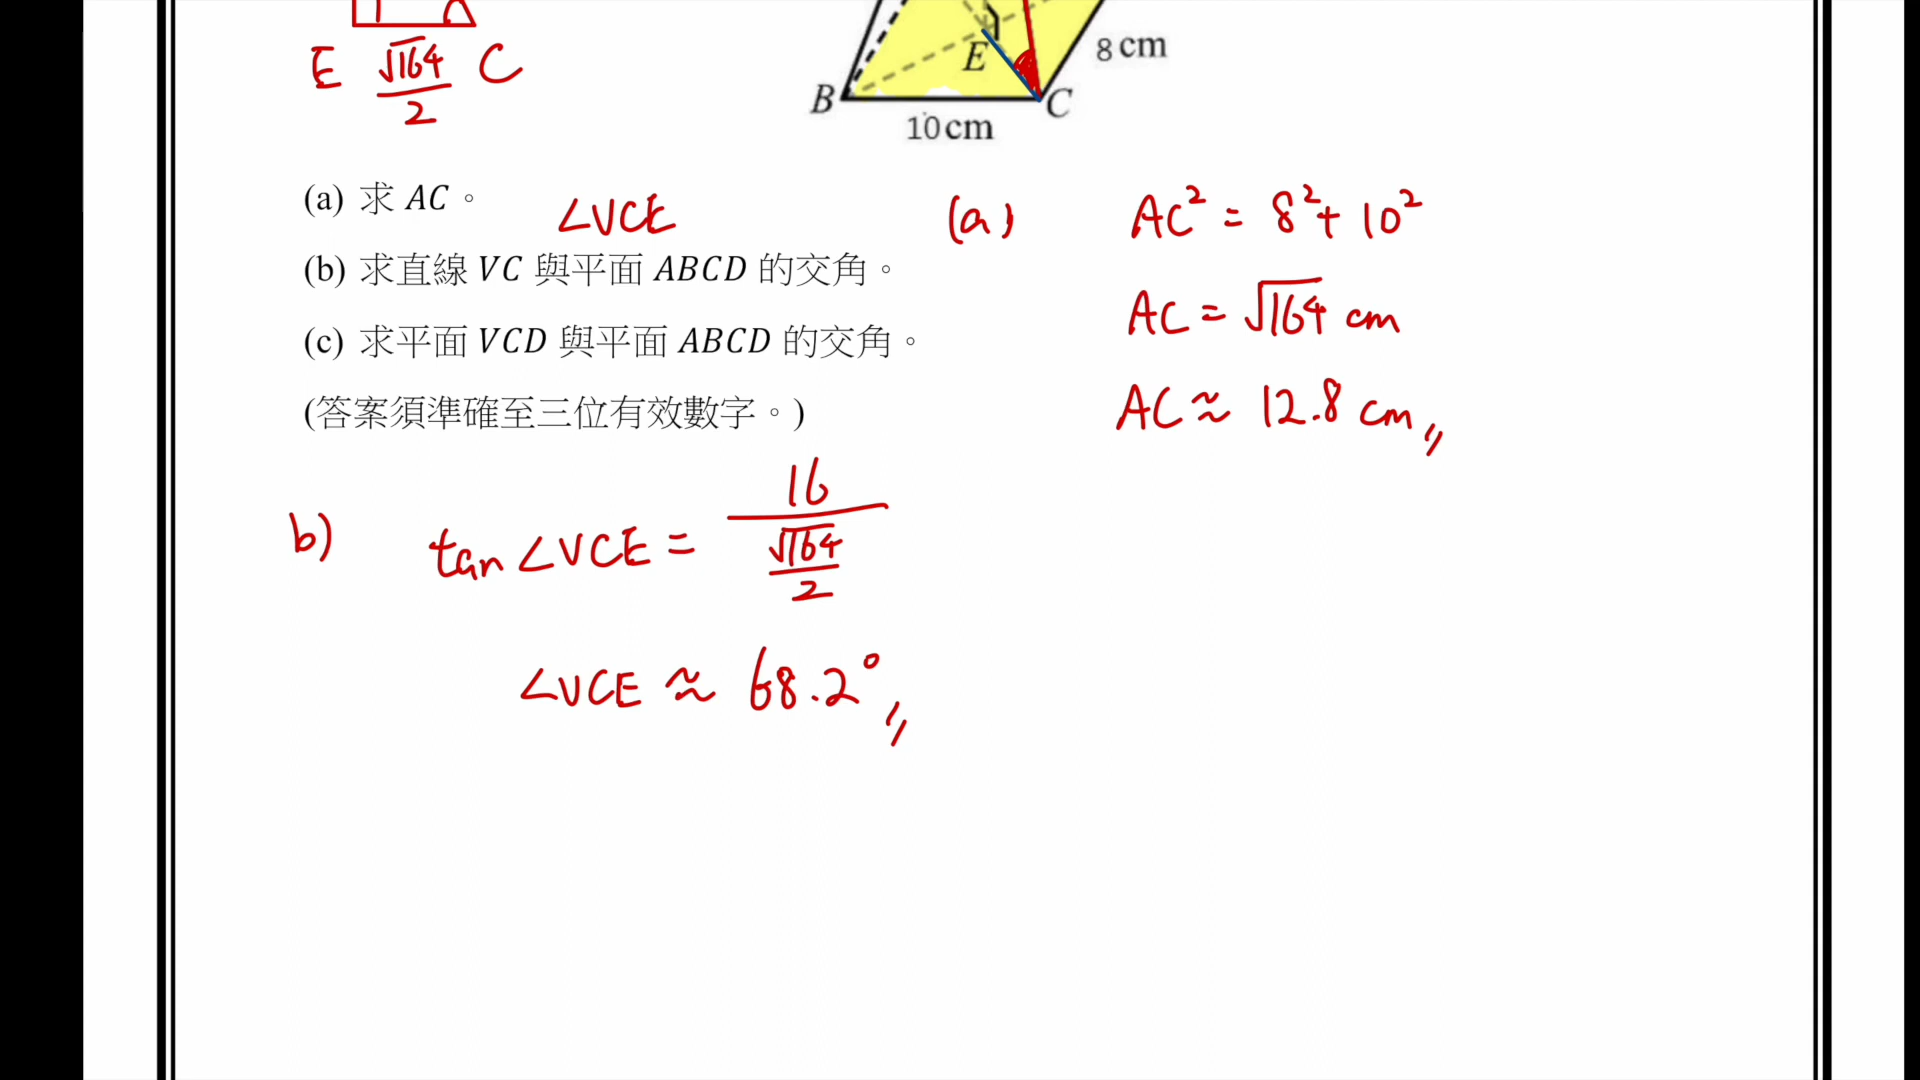 E √164/2 C
E
8 cm
B
C
10 cm
(a) 求 AC。
∠VCE
(b) 求直線 VC 與平面 ABCD 的交角。
(c) 求平面 VCD 與平面 ABCD 的交角。
(答案須準確至三位有效數字。)
(a) AC² = 8² + 10²
AC = √164 cm
AC ≈ 12.8 cm
b) tan ∠VCE = 16/(√164/2)
∠VCE ≈ 68.2°